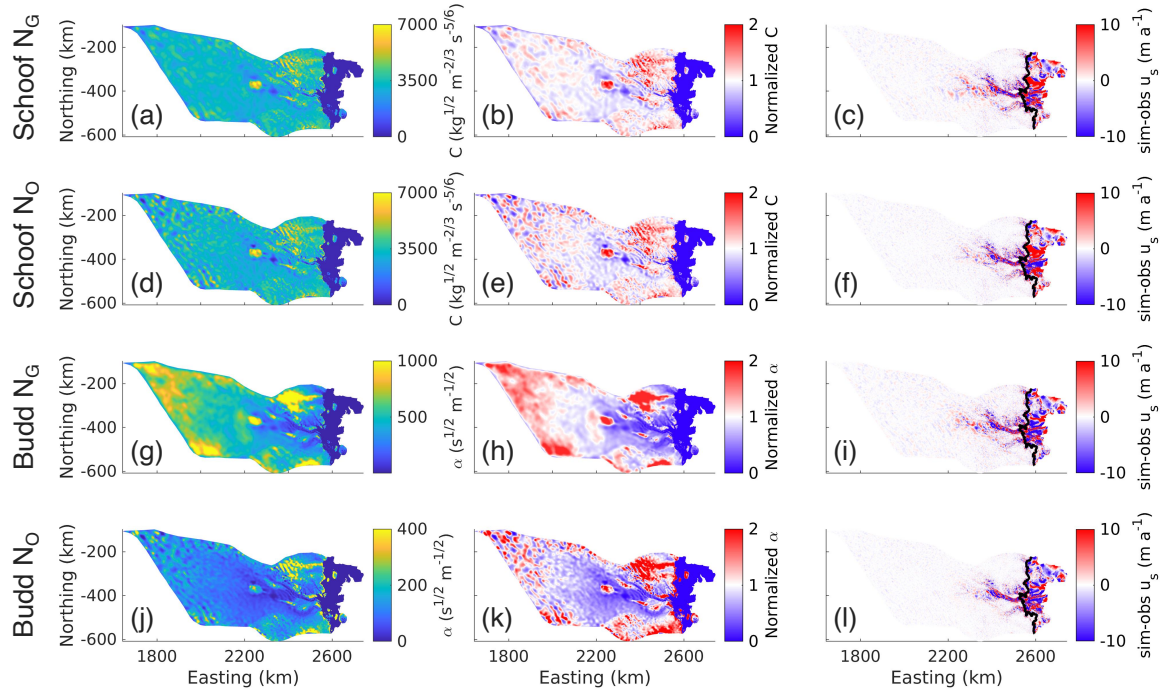 Schoof N_G
Northing (km)
-200
-400
-600
(a)
7000
3500
0
C (kg^1/2 m^-2/3 s^-5/6)
(b)
2
1
0
Normalized C
(c)
10
0
-10
sim-obs u_s (m a^-1)
Schoof N_O
Northing (km)
-200
-400
-600
(d)
7000
3500
0
C (kg^1/2 m^-2/3 s^-5/6)
(e)
2
1
0
Normalized C
(f)
10
0
-10
sim-obs u_s (m a^-1)
Budd N_G
Northing (km)
-200
-400
-600
(g)
1000
500
0
α (s^1/2 m^-1/2)
(h)
2
1
0
Normalized α
(i)
10
0
-10
sim-obs u_s (m a^-1)
Budd N_O
Northing (km)
-200
-400
-600
(j)
400
200
0
α (s^1/2 m^-1/2)
(k)
2
1
0
Normalized α
(l)
10
0
-10
sim-obs u_s (m a^-1)
1800 2200 2600
Easting (km)
1800 2200 2600
Easting (km)
1800 2200 2600
Easting (km)